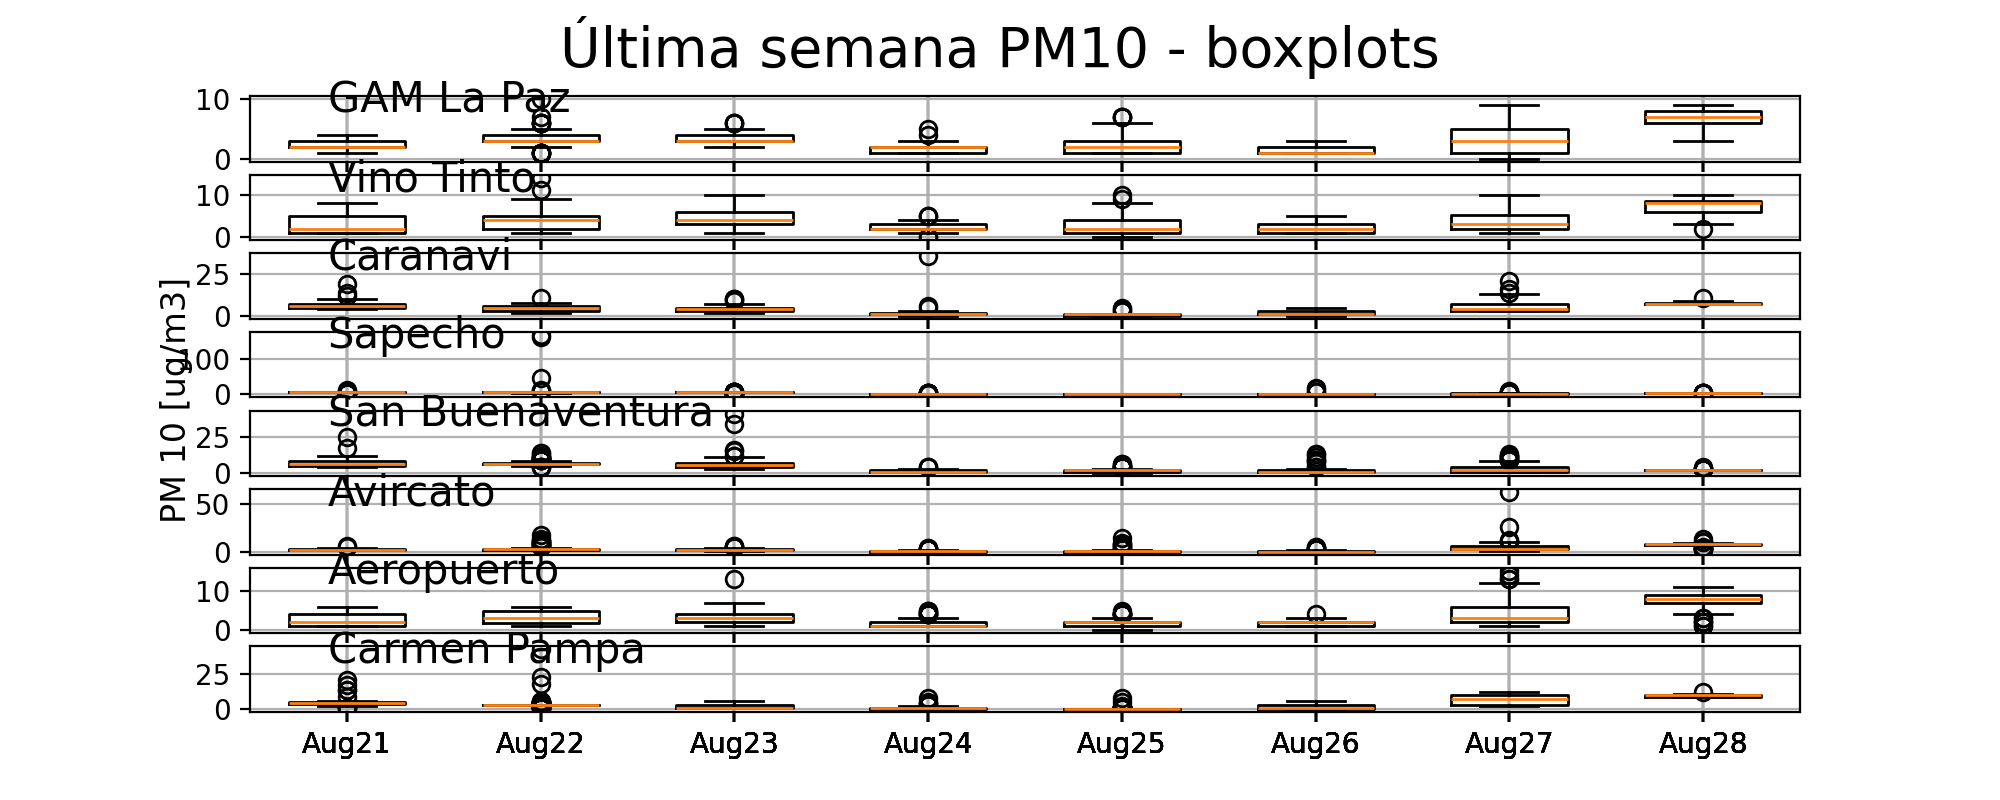 Última semana PM10 - boxplots
GAM La Paz
10
0
Vino Tinto
10
0
Caranavi
25
0
Sapecho
100
0
San Buenaventura
25
0
Avircato
50
0
Aeropuerto
10
0
Carmen Pampa
25
0
PM 10 [ug/m3]
Aug21 Aug22 Aug23 Aug24 Aug25 Aug26 Aug27 Aug28